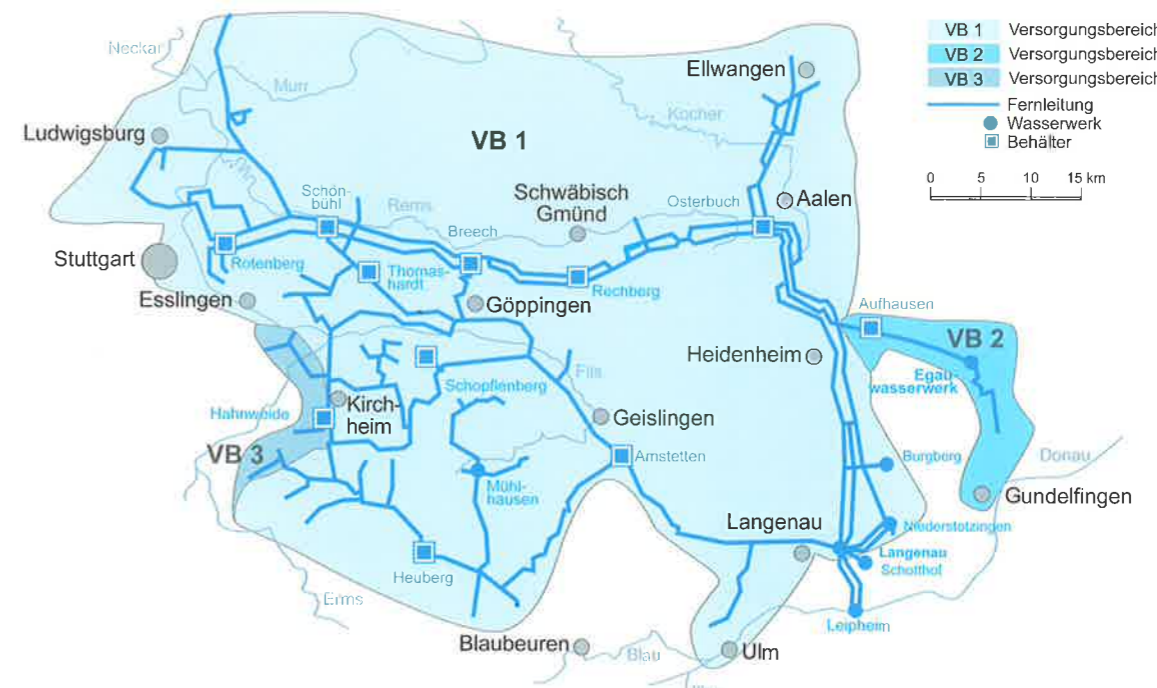 VB 1 Versorgungsbereich
VB 2 Versorgungsbereich
VB 3 Versorgungsbereich
Fernleitung
Wasserwerk
Behälter
0 5 10 15 km
Neckar
Murr
Ellwangen
Kocher
Ludwigsburg
VB 1
Schön-
bühl
Rems
Schwäbisch
Gmünd
Osterbuch
Aalen
Breech
Stuttgart
Rotenberg
Thomas-
hardt
Rechberg
Esslingen
Göppingen
Aufhausen
VB 2
Heidenheim
Egau-
wasserwerk
Fils
Schopflenberg
Hahnweide
Kirch-
heim
Geislingen
VB 3
Amstetten
Burgberg
Donau
Mühl-
hausen
Gundelfingen
Langenau
Niederstotzingen
Langenau
Schotthof
Heuberg
Erms
Leipheim
Blaubeuren
Blau
Ulm